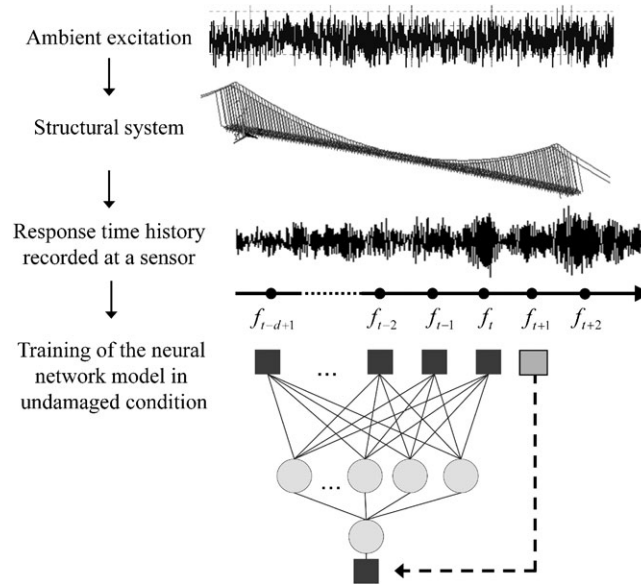 Ambient excitation
Structural system
Response time history
recorded at a sensor
f_{t-d+1} f_{t-2} f_{t-1} f_t f_{t+1} f_{t+2}
Training of the neural
network model in
undamaged condition
...
...